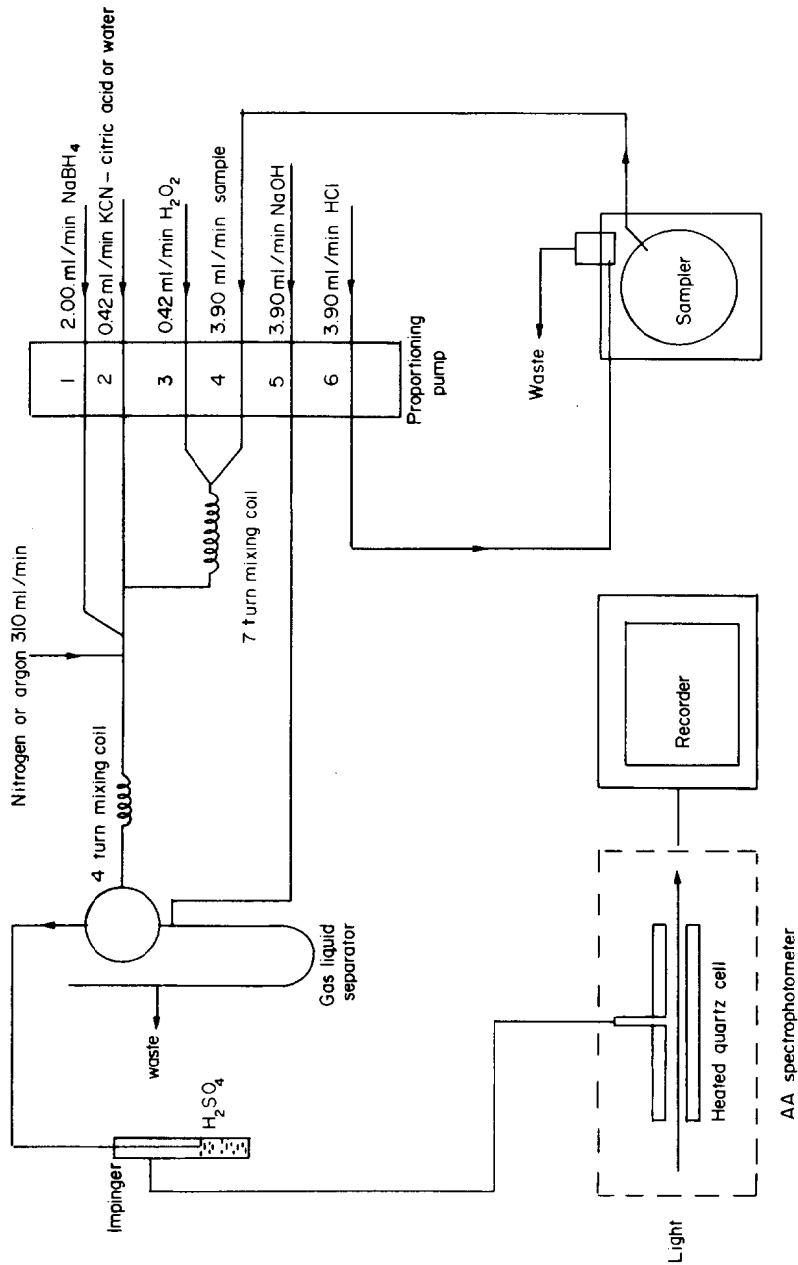 Nitrogen or argon 310 ml/min
4 turn mixing coil
7 turn mixing coil
1
2
3
4
5
6
2.00 ml/min NaBH4
0.42 ml/min KCN – citric acid or water
0.42 ml/min H2O2
3.90 ml/min sample
3.90 ml/min NaOH
3.90 ml/min HCl
Proportioning
pump
Impinger
H2SO4
waste
Gas liquid
separator
Waste
Sampler
Recorder
Light
Heated quartz cell
AA spectrophotometer